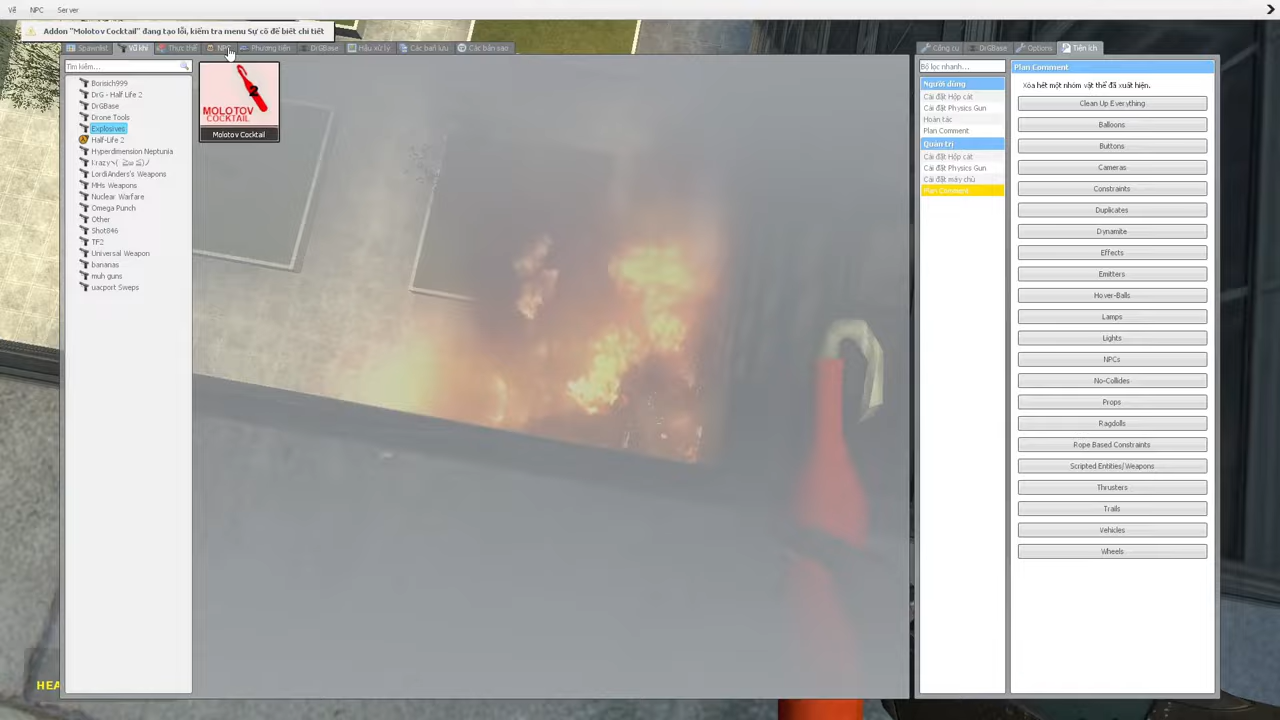 Vẽ NPC Server
Addon "Molotov Cocktail" đang tạo lỗi, kiểm tra menu Sự cố để biết chi tiết
Spawnlist Vũ khí Thực thể NPC Phương tiện DrGBase Hậu xử lý Các bản lưu Các bản sao
Công cụ DrGBase Options Tiện ích
Tìm kiếm...
Borisich999
DrG - Half Life 2
DrGBase
Drone Tools
Explosives
Half-Life 2
Hyperdimension Neptunia
LordiAnders's Weapons
MHs Weapons
Nuclear Warfare
Omega Punch
Other
Shot846
TF2
Universal Weapon
bananas
muh guns
uacport Sweps
2
MOLOTOV
COCKTAIL
Molotov Cocktail
Bộ lọc nhanh...
Người dùng
Cài đặt Hộp cát
Cài đặt Physics Gun
Hoàn tác
Plan Comment
Quản trị
Cài đặt Hộp cát
Cài đặt Physics Gun
Cài đặt máy chủ
Plan Comment
Plan Comment
Xóa hết một nhóm vật thể đã xuất hiện.
Clean Up Everything
Balloons
Buttons
Cameras
Constraints
Duplicates
Dynamite
Effects
Emitters
Hover-Balls
Lamps
Lights
NPCs
No-Collides
Props
Ragdolls
Rope Based Constraints
Scripted Entities/Weapons
Thrusters
Trails
Vehicles
Wheels
HEA